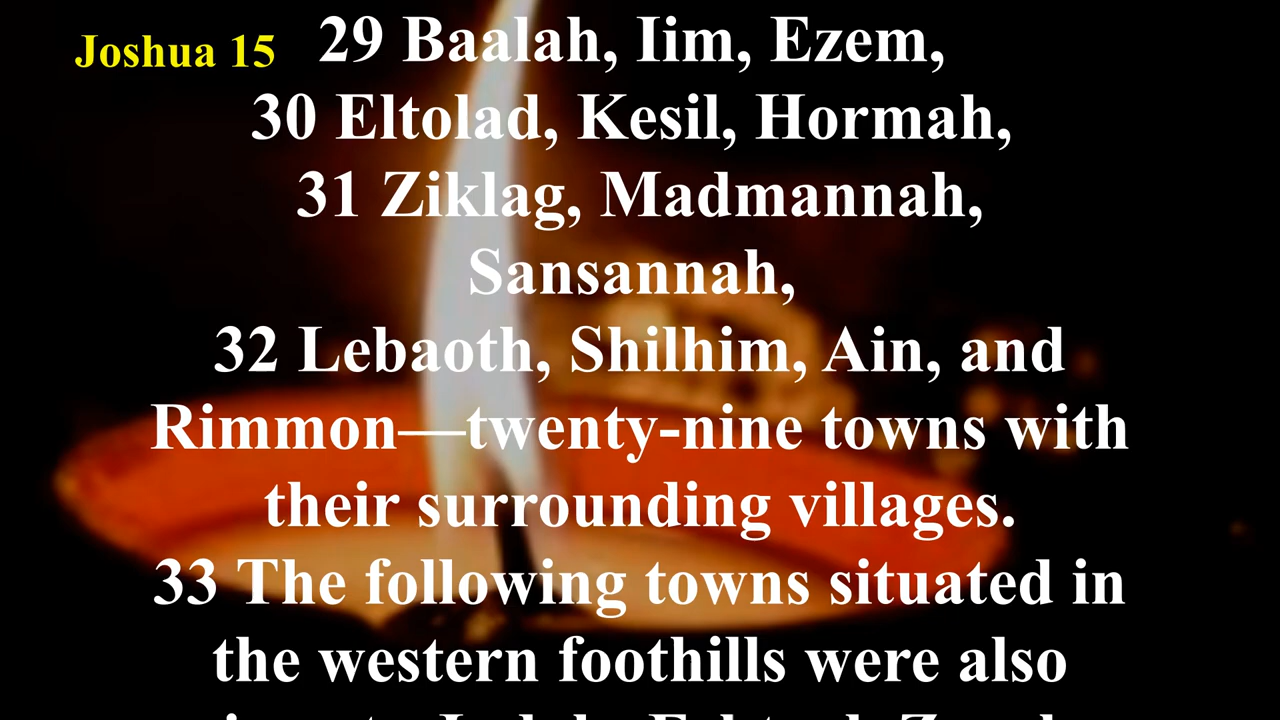 Joshua 15
29 Baalah, Iim, Ezem,
30 Eltolad, Kesil, Hormah,
31 Ziklag, Madmannah,
Sansannah,
32 Lebaoth, Shilhim, Ain, and
Rimmon—twenty-nine towns with
their surrounding villages.
33 The following towns situated in
the western foothills were also